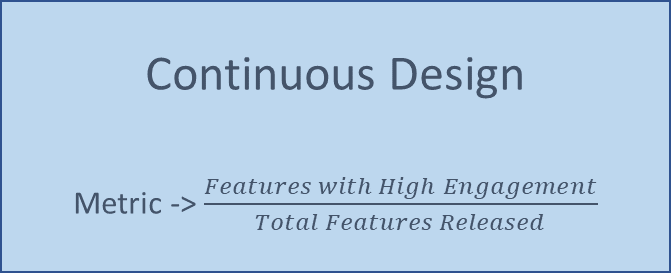 Continuous Design
Metric -> Features with High Engagement
Total Features Released